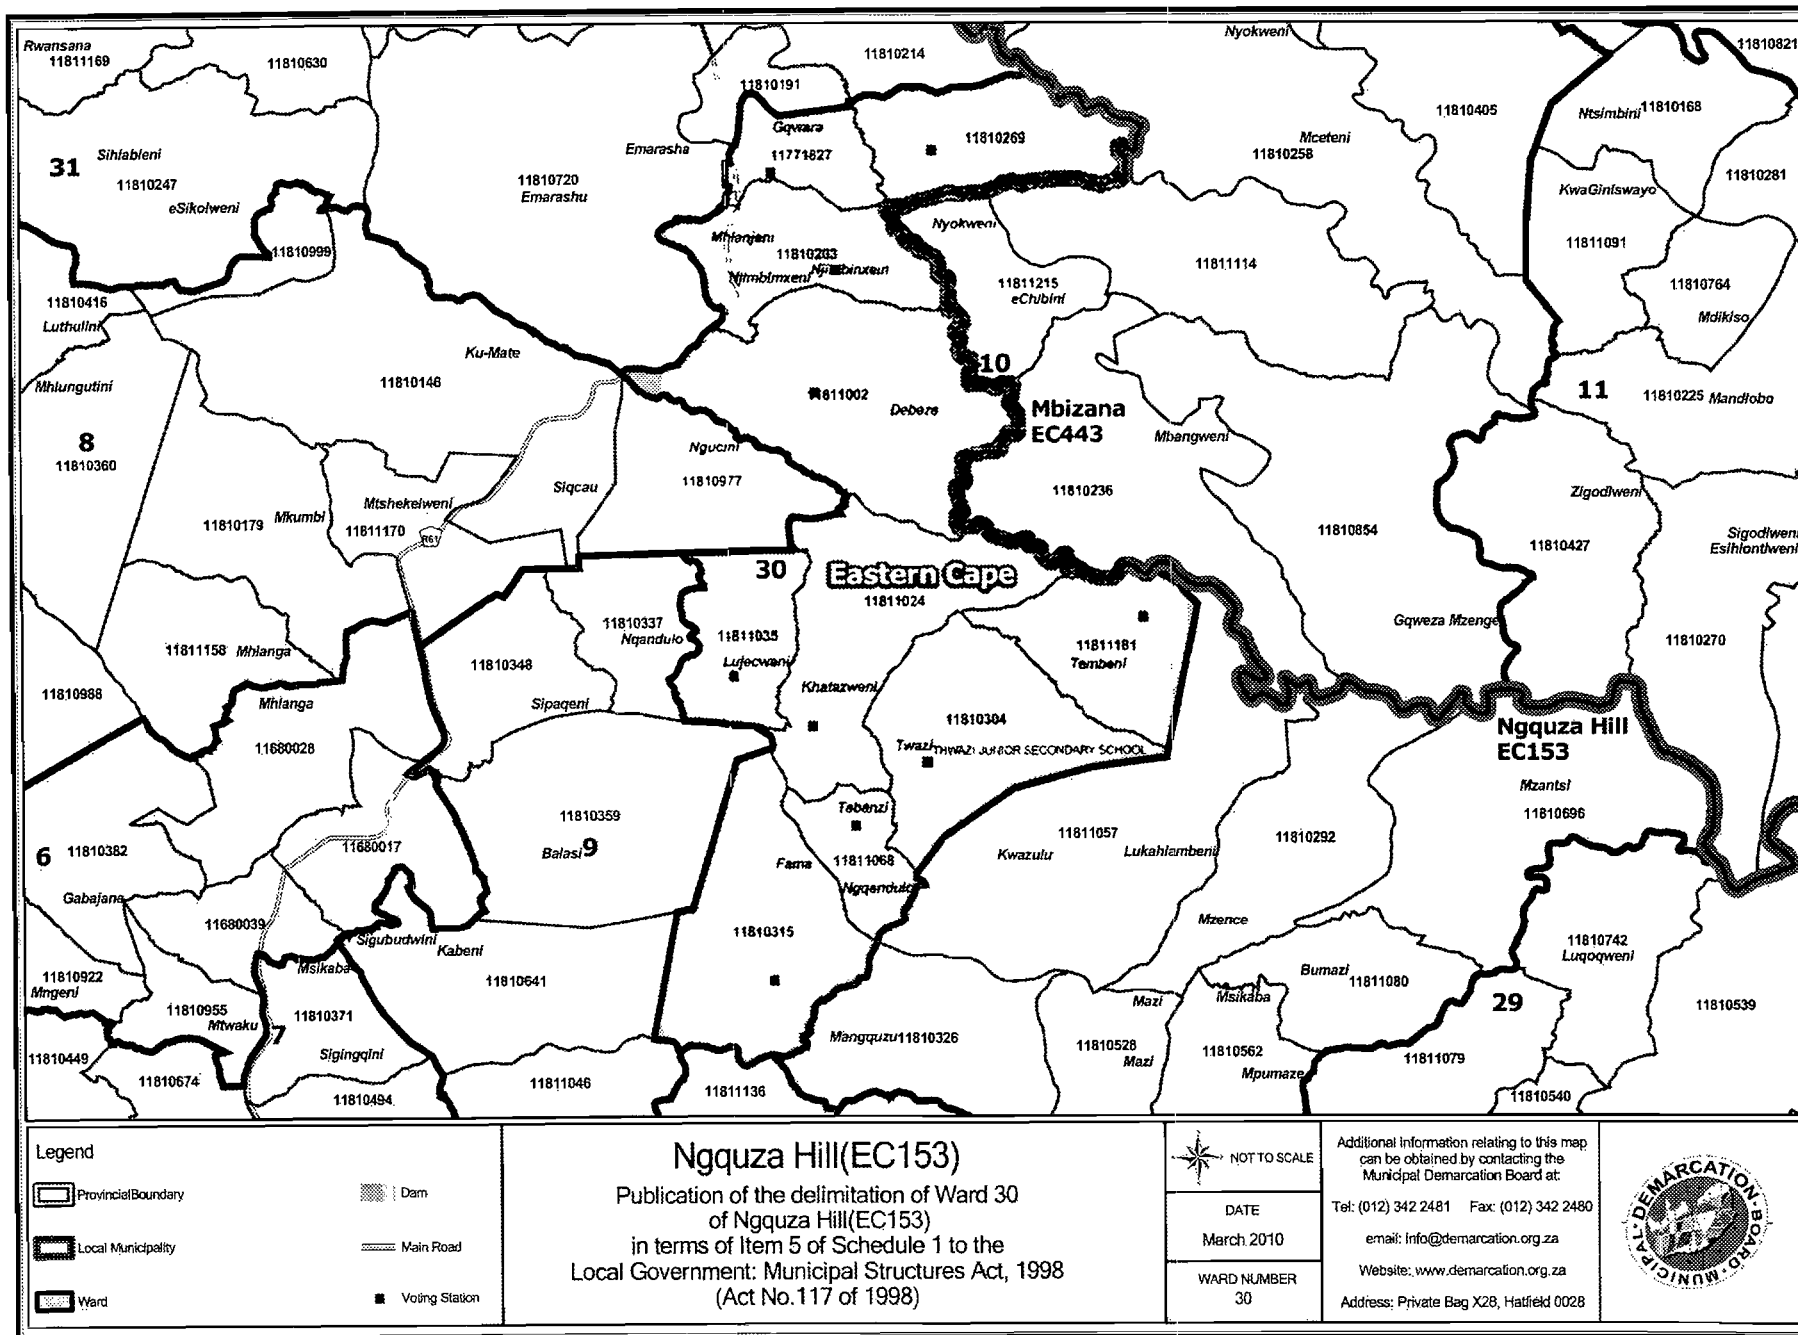 Rwansana
11811169
11810630
11810214
Nyokweni
11810821
11810191
11810405
Ntsimbini 11810168
Gqwara
11810269
Mceteni
11810258
31
Sihlableni
11810247
eSikolweni
Emarasha
11771827
11810720
Emarashu
11810281
KwaGiniswayo
11811091
Nyokweni
Mhlanjeni
11810203
11810999
11811114
11811215
eChibini
11810764
Mdikiso
11810416
Luthulini
Ku-Mate
11810146
10
Mhlungutini
8
11810360
Debeza
Mbizana
EC443
Mbangweni
11
11810225 Mandlobo
Ngucini
11810977
Siqcau
11810236
Zigodlweni
Mtshekelweni
11811170
Mkumbi
11810179
R61
11810854
11810427
Sigodlweni
Esihlontlweni
30
Eastern Cape
11811024
11810337
Nqandulo
11811035
Lujecweni
11811181
Tembeni
Gqweza Mzenge
11810270
11811158 Mhlanga
11810348
Khatazweni
11810988
Mhlanga
11680028
Sipaqeni
11810304
Twazi
THWAZI JUNIOR SECONDARY SCHOOL
Ngquza Hill
EC153
Mzantsi
11810696
11810359
Balasi 9
Tabanzi
6
11810382
11680017
Fama
11811068
Ngqandulo
11811057
Kwazulu
Lukahlambeni
11810292
Gabajana
11680039
Sigubudwini
Kabeni
11810315
Mzence
11810742
Luqoqweni
11810922
Mngeni
Msikaba
11810641
Bumazi
11811080
Msikaba
Mazi
29
11810539
11810955
Mtwaku
11810371
7
Mangquzu 11810326
11810449
11810674
Sigingqini
11810494
11811046
11811136
11810528
Mazi
11810562
Mpumaze
11811079
11810540
Legend
Provincial Boundary
Local Municipality
Ward
Dam
Main Road
Voting Station
Ngquza Hill(EC153)
Publication of the delimitation of Ward 30
of Ngquza Hill(EC153)
in terms of Item 5 of Schedule 1 to the
Local Government: Municipal Structures Act, 1998
(Act No.117 of 1998)
NOT TO SCALE
DATE
March 2010
WARD NUMBER
30
Additional Information relating to this map
can be obtained by contacting the
Municipal Demarcation Board at:
Tel: (012) 342 2481 Fax: (012) 342 2480
email: info@demarcation.org.za
Website: www.demarcation.org.za
Address: Private Bag X28, Hatfield 0028
MUNICIPAL DEMARCATION BOARD